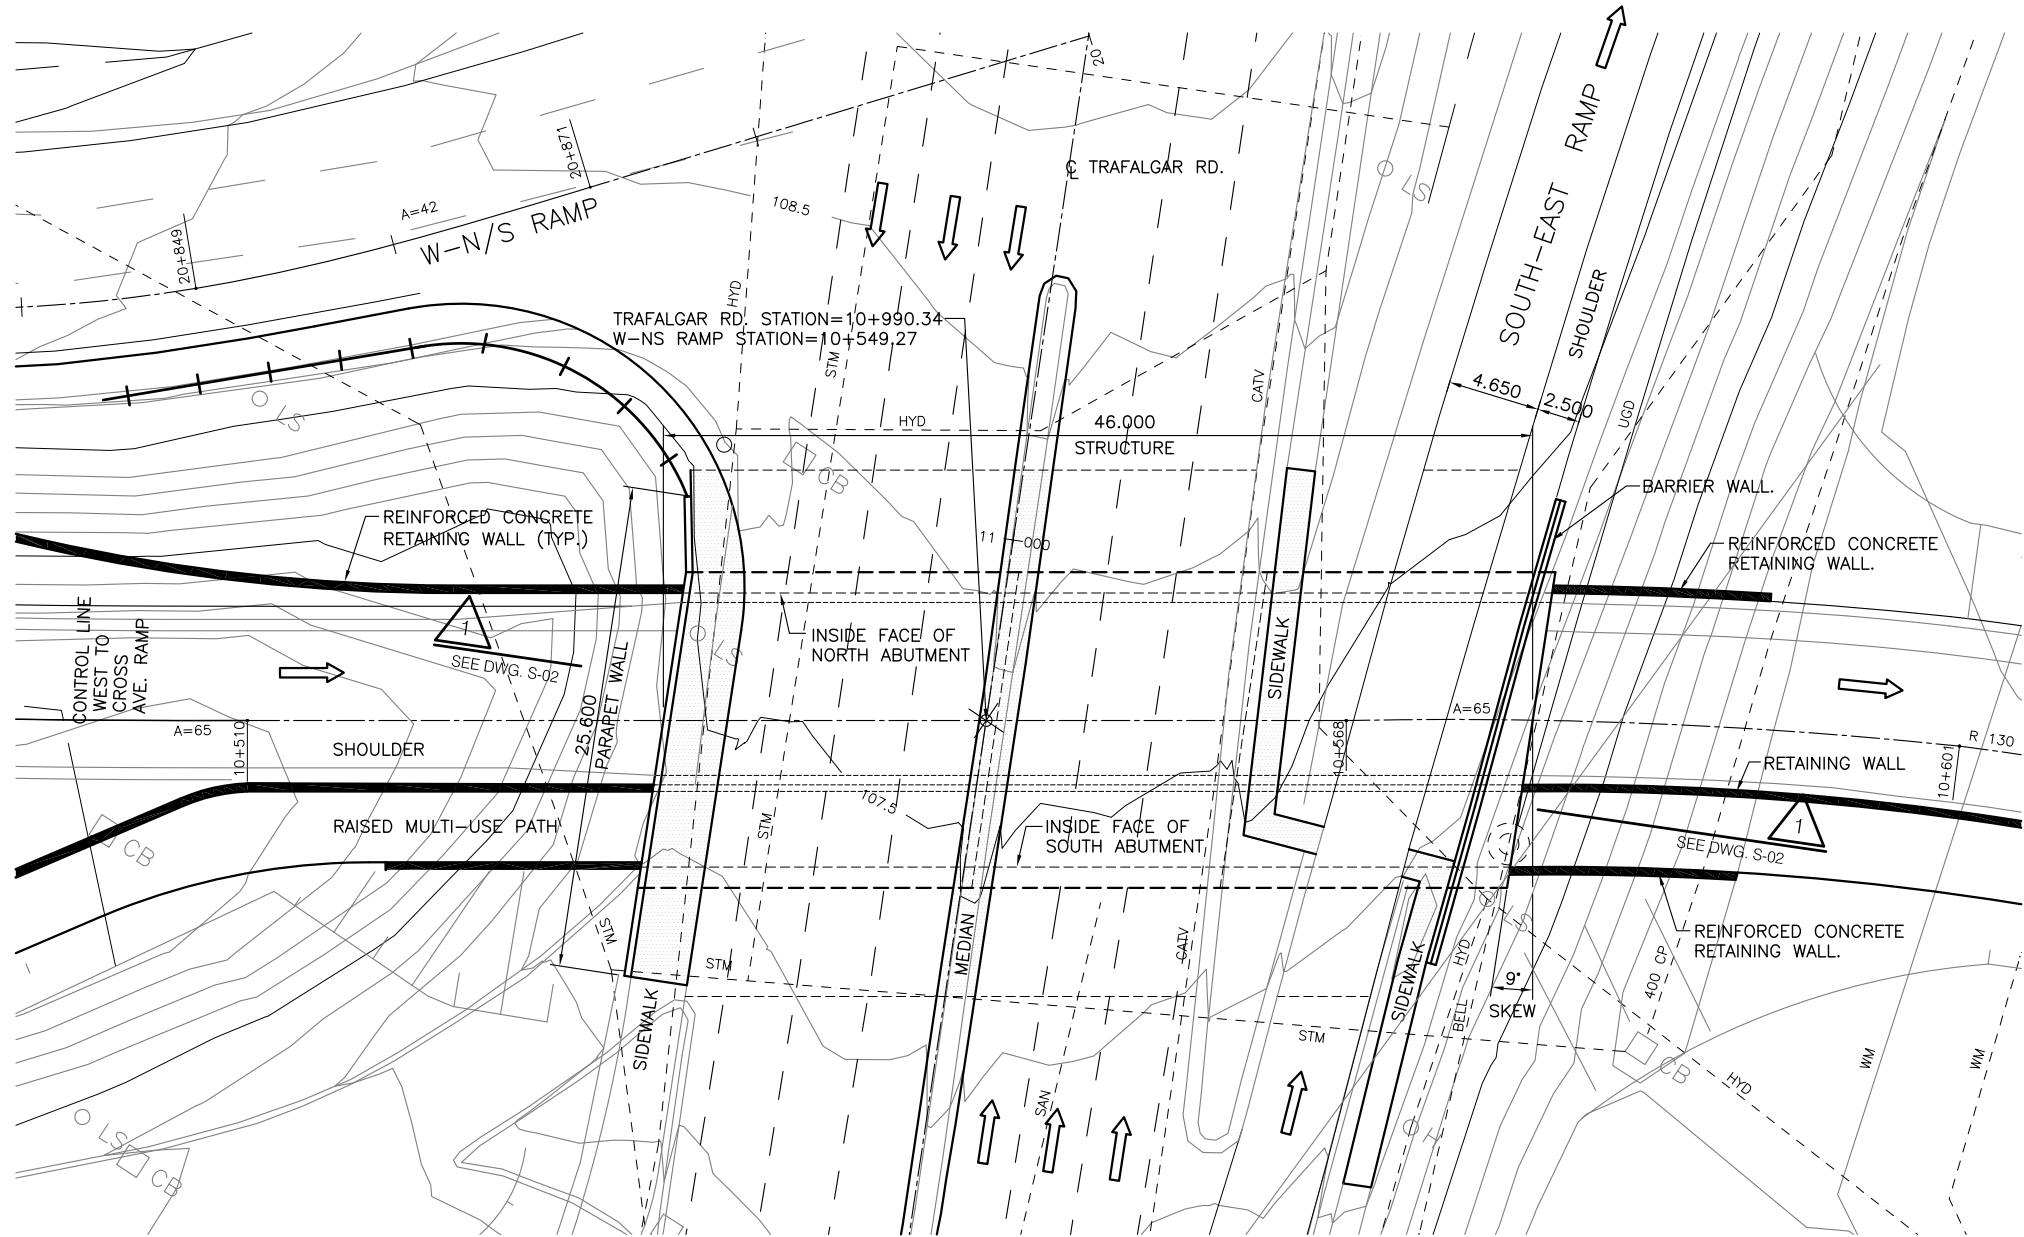 20
℄ TRAFALGAR RD.
SOUTH-EAST RAMP
SHOULDER
LS
20+871
A=42
W-N/S RAMP
108.5
20+849
HYD
STM
TRAFALGAR RD. STATION=10+990.34
W-NS RAMP STATION=10+549.27
CATV
4.650
2.500
UGD
LS
HYD
46.000
STRUCTURE
CB
BARRIER WALL.
REINFORCED CONCRETE
RETAINING WALL (TYP.)
11
000
REINFORCED CONCRETE
RETAINING WALL.
CONTROL LINE
WEST TO
CROSS
AVE. RAMP
1
SEE DWG. S-02
25.600
PARAPET WALL
LS
INSIDE FACE OF
NORTH ABUTMENT
SIDEWALK
A=65
10+510
SHOULDER
10+568
A=65
R 130
10+601
RETAINING WALL
107.5
STM
RAISED MULTI-USE PATH
CB
INSIDE FACE OF
SOUTH ABUTMENT
1
SEE DWG. S-02
LS
STM
STM
MEDIAN
CATV
SIDEWALK
HYD
REINFORCED CONCRETE
RETAINING WALL.
400 CP
9°
SKEW
BELL
SIDEWALK
STM
CB
HYD
WM
WM
SAN
H
LS
CB